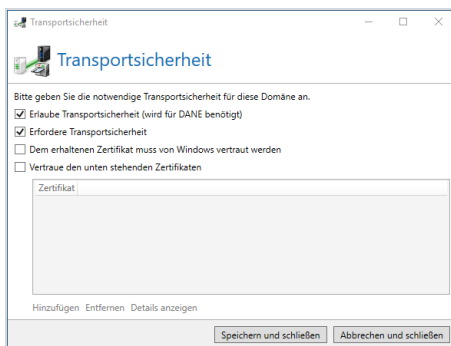 Transportsicherheit
Transportsicherheit
Bitte geben Sie die notwendige Transportsicherheit für diese Domäne an.
Erlaube Transportsicherheit (wird für DANE benötigt)
Erfordere Transportsicherheit
Dem erhaltenen Zertifikat muss von Windows vertraut werden
Vertraue den unten stehenden Zertifikaten
Zertifikat
Hinzufügen Entfernen Details anzeigen
Speichern und schließen Abbrechen und schließen